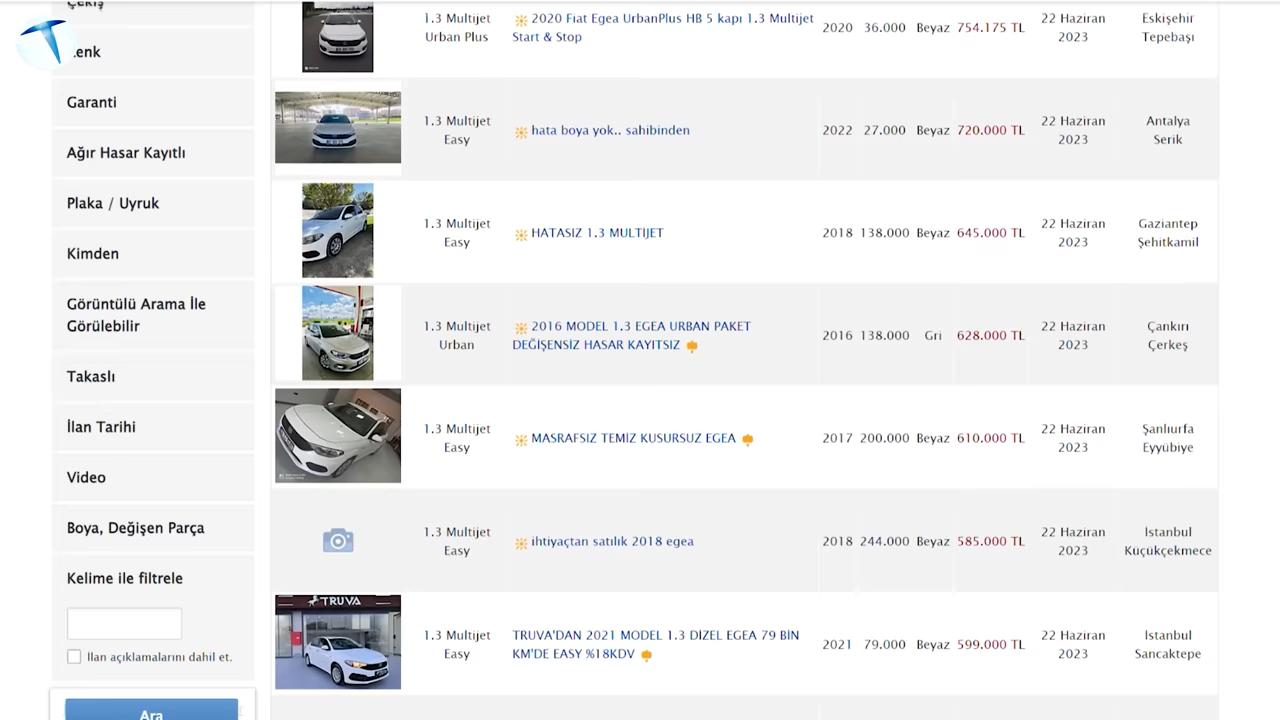 Çekiş
Renk
Garanti
Ağır Hasar Kayıtlı
Plaka / Uyruk
Kimden
Görüntülü Arama İle
Görülebilir
Takaslı
İlan Tarihi
Video
Boya, Değişen Parça
Kelime ile filtrele
İlan açıklamalarını dahil et.
Ara
1.3 Multijet
Urban Plus
2020 Fiat Egea UrbanPlus HB 5 kapı 1.3 Multijet
Start & Stop
2020 36.000 Beyaz 754.175 TL
22 Haziran
2023
Eskişehir
Tepebaşı
1.3 Multijet
Easy
hata boya yok.. sahibinden
2022 27.000 Beyaz 720.000 TL
22 Haziran
2023
Antalya
Serik
1.3 Multijet
Easy
HATASIZ 1.3 MULTİJET
2018 138.000 Beyaz 645.000 TL
22 Haziran
2023
Gaziantep
Şehitkamil
1.3 Multijet
Urban
2016 MODEL 1.3 EGEA URBAN PAKET
DEĞİŞENSİZ HASAR KAYITSIZ
2016 138.000 Gri 628.000 TL
22 Haziran
2023
Çankırı
Çerkeş
1.3 Multijet
Easy
MASRAFSIZ TEMİZ KUSURSUZ EGEA
2017 200.000 Beyaz 610.000 TL
22 Haziran
2023
Şanlıurfa
Eyyübiye
1.3 Multijet
Easy
ihtiyaçtan satılık 2018 egea
2018 244.000 Beyaz 585.000 TL
22 Haziran
2023
İstanbul
Küçükçekmece
TRUVA
1.3 Multijet
Easy
TRUVA'DAN 2021 MODEL 1.3 DİZEL EGEA 79 BİN
KM'DE EASY %18KDV
2021 79.000 Beyaz 599.000 TL
22 Haziran
2023
İstanbul
Sancaktepe